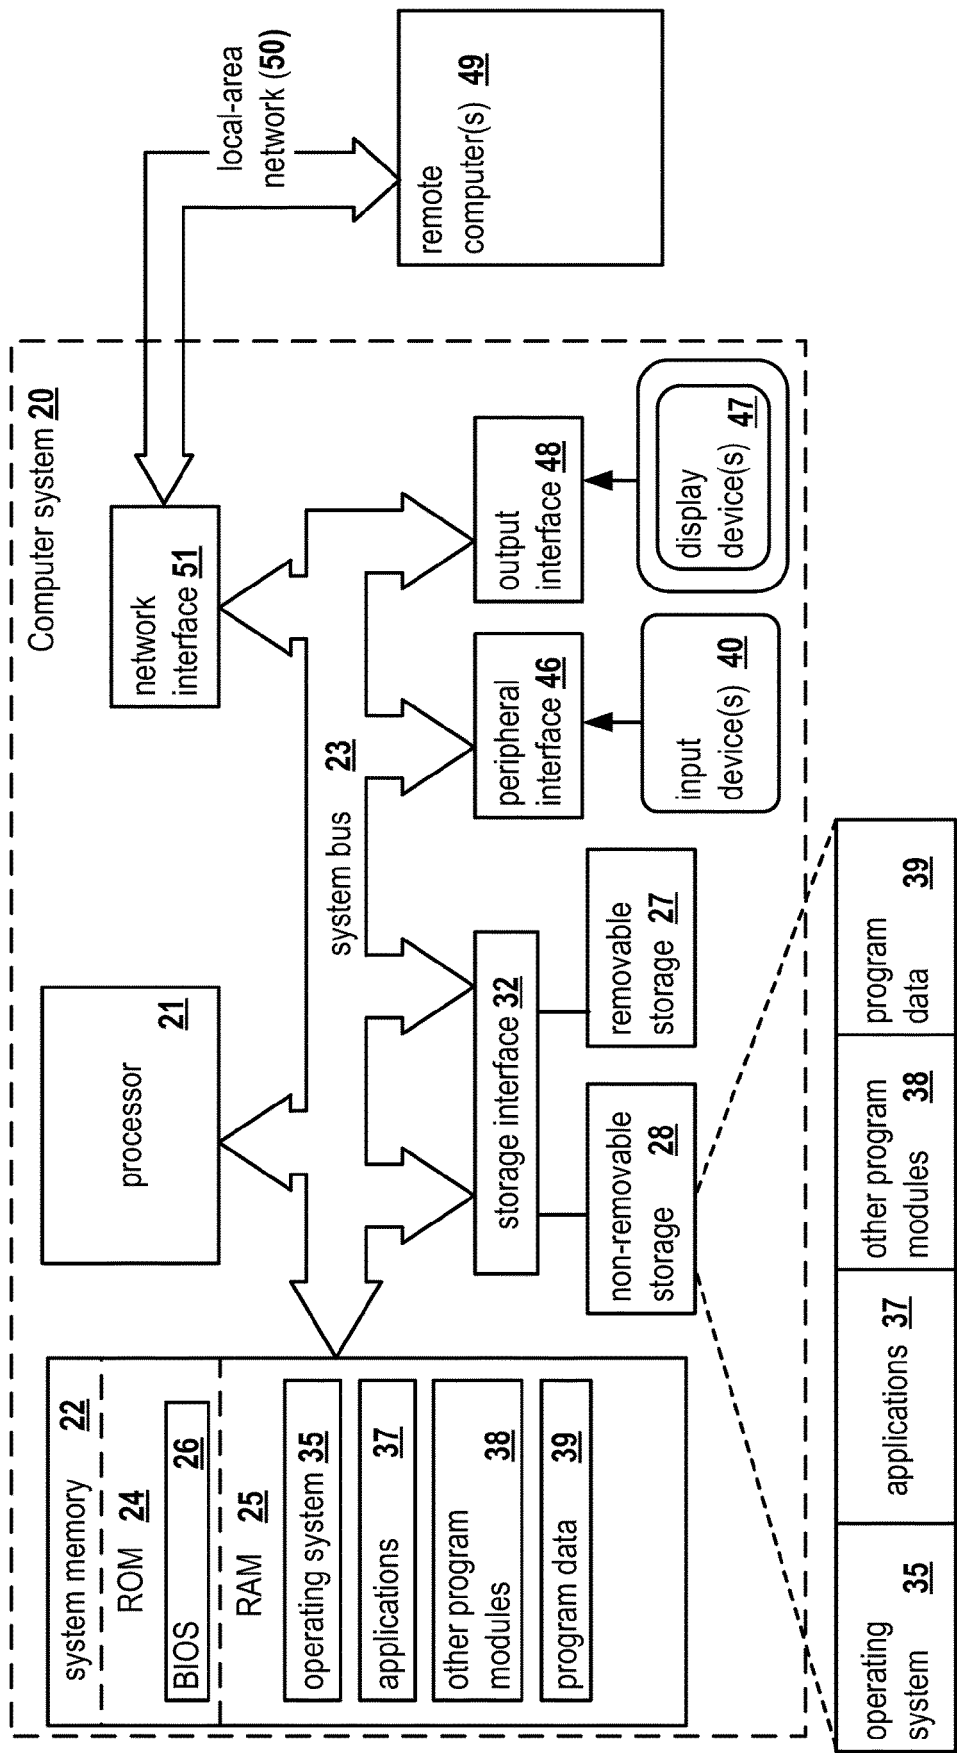 Computer system 20
system memory 22
ROM 24
BIOS 26
RAM 25
operating system 35
applications 37
other program
modules 38
program data 39
processor 21
network
interface 51
local-area
network (50)
system bus 23
storage interface 32
peripheral
interface 46
output
interface 48
remote
computer(s) 49
non-removable
storage 28
removable
storage 27
input
device(s) 40
display
device(s) 47
operating
system 35
applications 37
other program
modules 38
program
data 39